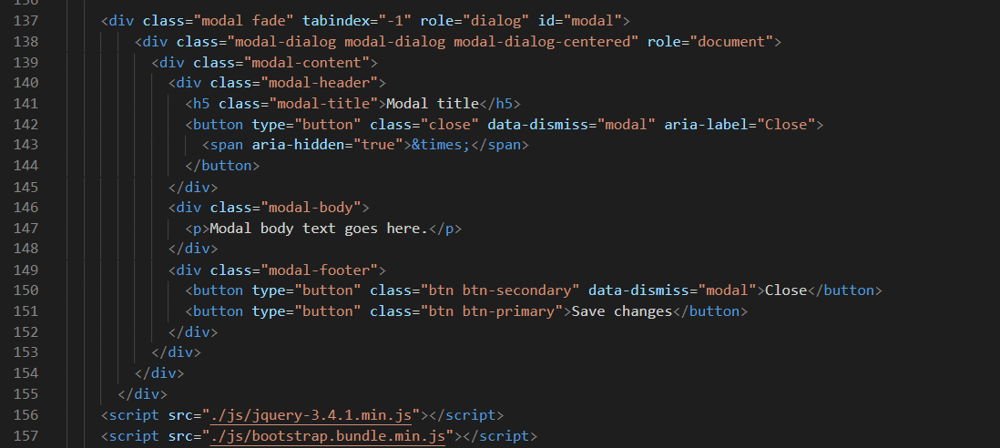 137 <div class="modal fade" tabindex="-1" role="dialog" id="modal">
138 <div class="modal-dialog modal-dialog modal-dialog-centered" role="document">
139 <div class="modal-content">
140 <div class="modal-header">
141 <h5 class="modal-title">Modal title</h5>
142 <button type="button" class="close" data-dismiss="modal" aria-label="Close">
143 <span aria-hidden="true">&times;</span>
144 </button>
145 </div>
146 <div class="modal-body">
147 <p>Modal body text goes here.</p>
148 </div>
149 <div class="modal-footer">
150 <button type="button" class="btn btn-secondary" data-dismiss="modal">Close</button>
151 <button type="button" class="btn btn-primary">Save changes</button>
152 </div>
153 </div>
154 </div>
155 </div>
156 <script src="./js/jquery-3.4.1.min.js"></script>
157 <script src="./js/bootstrap.bundle.min.js"></script>